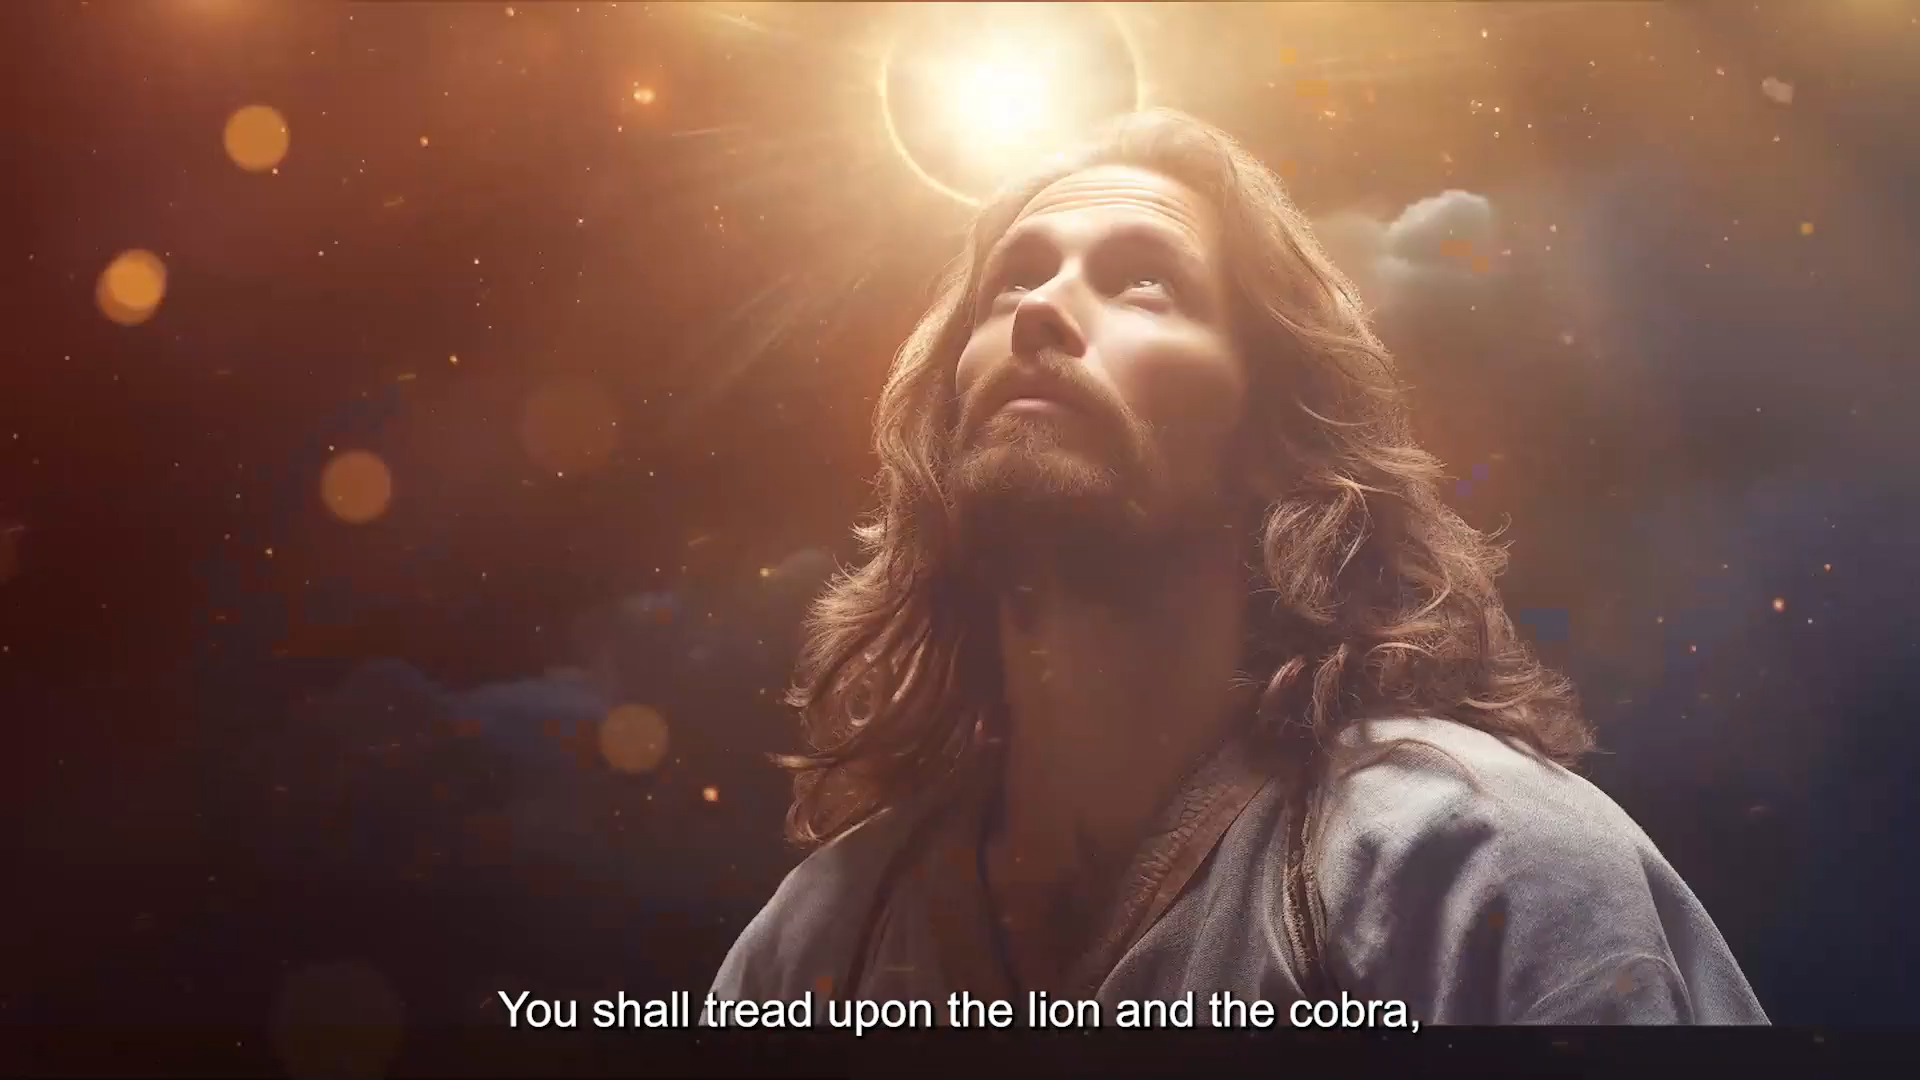 You shall tread upon the lion and the cobra,